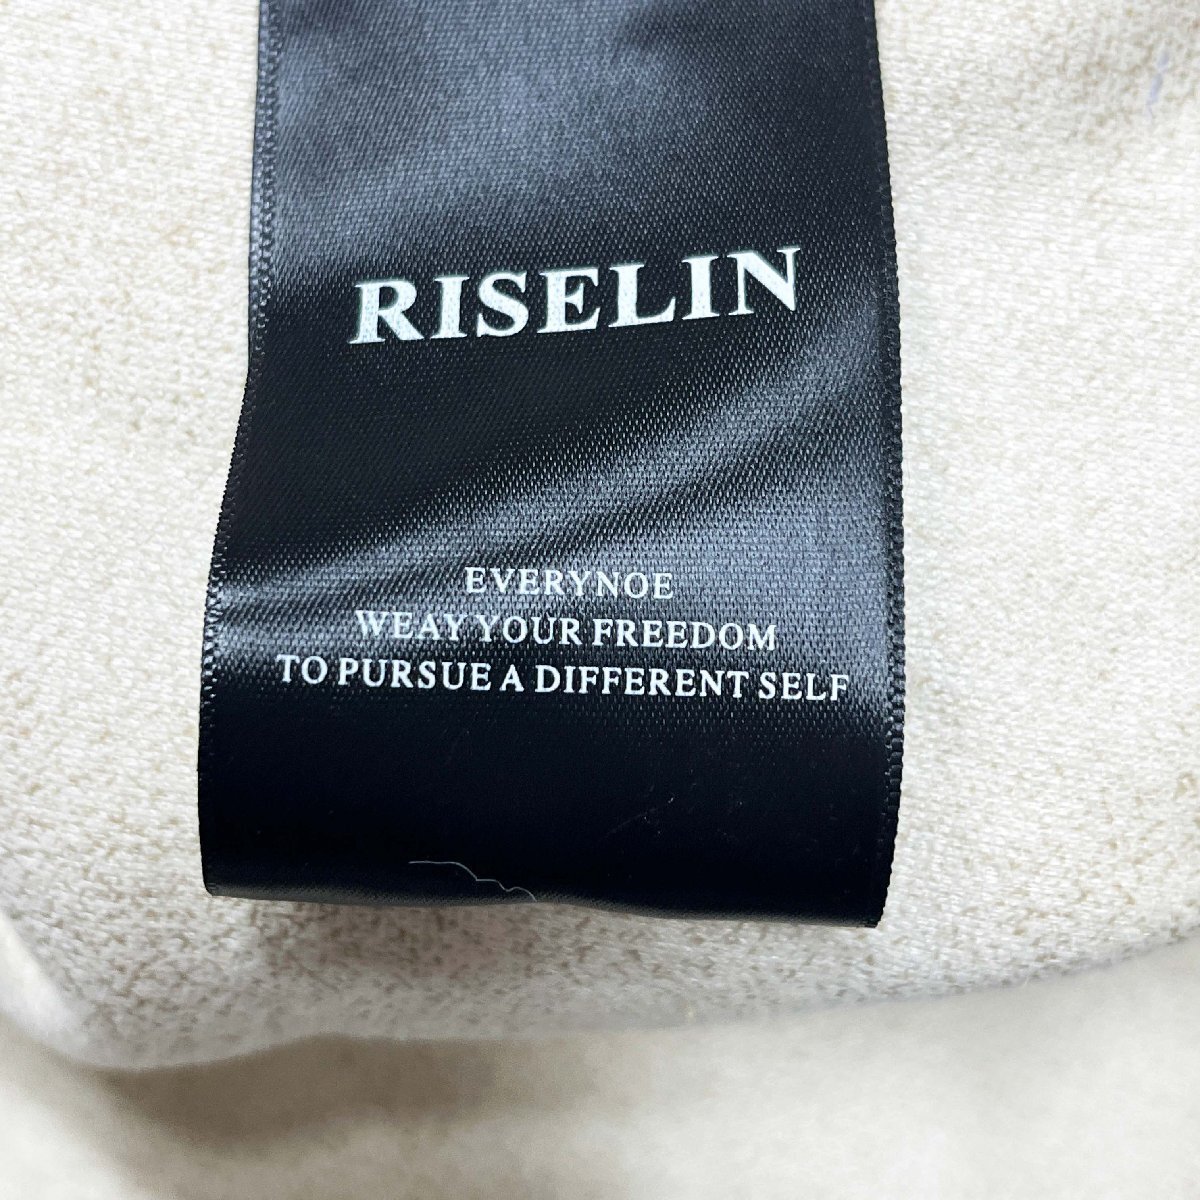 RISELIN
EVERYNOE
WEAY YOUR FREEDOM
TO PURSUE A DIFFERENT SELF